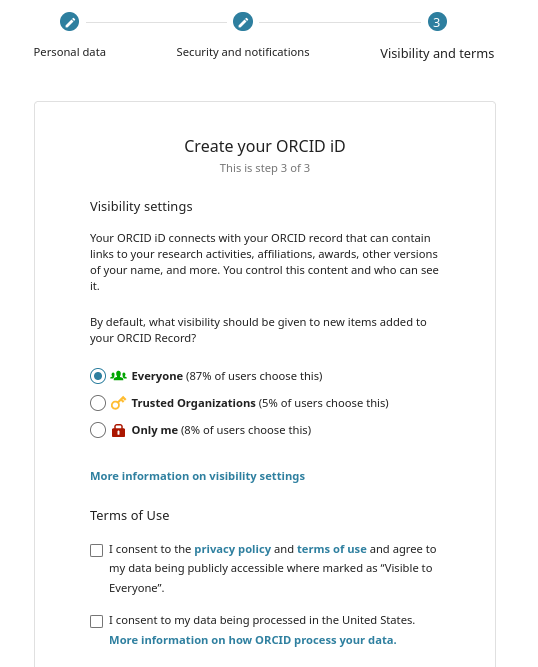 3
Personal data
Security and notifications
Visibility and terms
Create your ORCID iD
This is step 3 of 3
Visibility settings
Your ORCID iD connects with your ORCID record that can contain
links to your research activities, affiliations, awards, other versions
of your name, and more. You control this content and who can see
it.
By default, what visibility should be given to new items added to
your ORCID Record?
Everyone (87% of users choose this)
Trusted Organizations (5% of users choose this)
Only me (8% of users choose this)
More information on visibility settings
Terms of Use
I consent to the privacy policy and terms of use and agree to
my data being publicly accessible where marked as “Visible to
Everyone”.
I consent to my data being processed in the United States.
More information on how ORCID process your data.